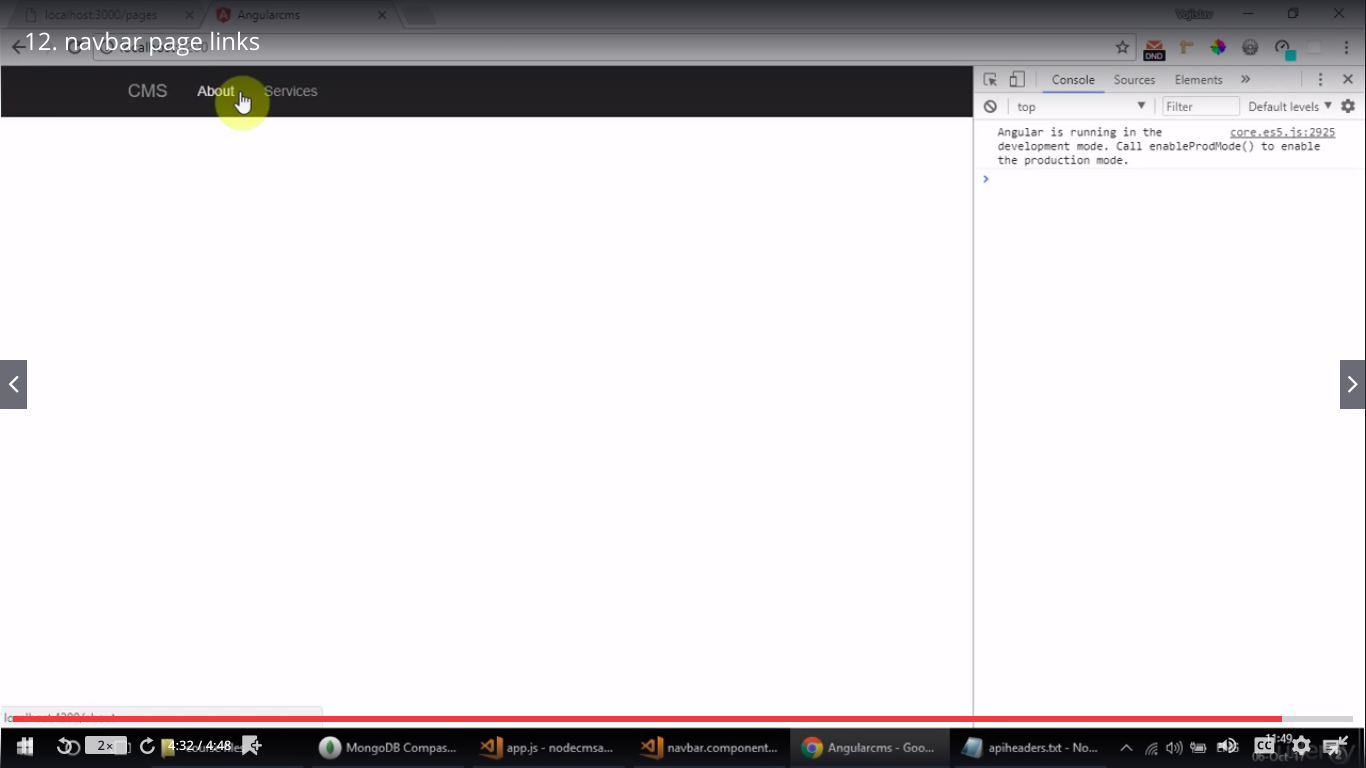 localhost:3000/pages
Angularcms
Vojislav
12. navbar page links
DND
CMS
About
Services
Console
Sources
Elements
top
Filter
Default levels
Angular is running in the
core.es5.js:2925
development mode. Call enableProdMode() to enable
the production mode.
2×
4:32 / 4:48
MongoDB Compas...
app.js - nodecmsa...
navbar.component...
Angularcms - Goo...
apiheaders.txt - No...
CC
11:49
06-Oct-17